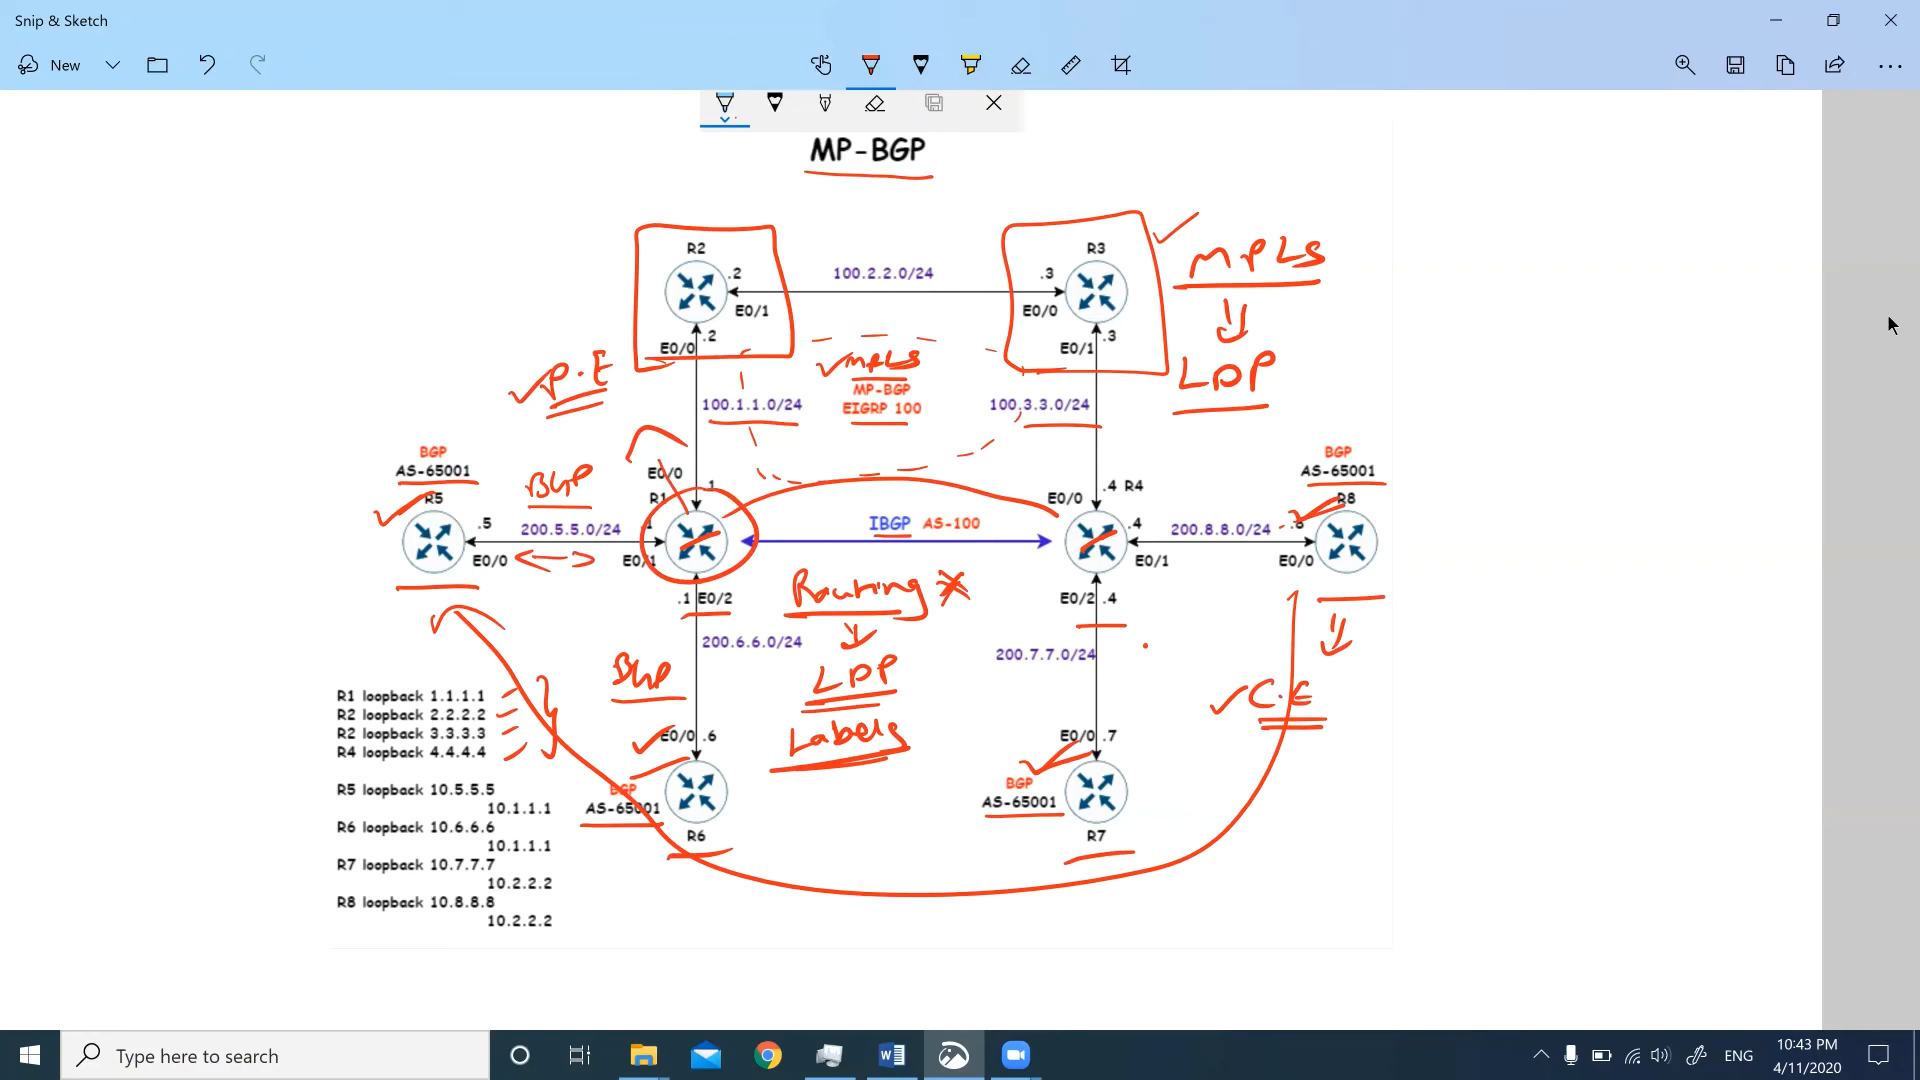 Snip & Sketch
New
MP-BGP
R2
R3
MPLS
.2
100.2.2.0/24
.3
E0/1
E0/0
.2
.3
E0/0
E0/1
MPLS
LDP
P.E
MP-BGP
EIGRP 100
100.1.1.0/24
100.3.3.0/24
BGP
AS-65001
R5
BGP
BGP
AS-65001
R8
E0/0
.1
R1
E0/0
.4 R4
.5
200.5.5.0/24
.1
IBGP AS-100
.4
200.8.8.0/24
.8
E0/0
E0/1
E0/1
E0/0
Routing
.1 E0/2
E0/2 .4
200.6.6.0/24
200.7.7.0/24
BGP
LDP
C.E
Labels
R1 loopback 1.1.1.1
R2 loopback 2.2.2.2
R2 loopback 3.3.3.3
R4 loopback 4.4.4.4
E0/0 .6
E0/0 .7
R5 loopback 10.5.5.5
10.1.1.1
R6 loopback 10.6.6.6
10.1.1.1
R7 loopback 10.7.7.7
10.2.2.2
R8 loopback 10.8.8.8
10.2.2.2
BGP
AS-65001
R6
BGP
AS-65001
R7
Type here to search
ENG
10:43 PM
4/11/2020